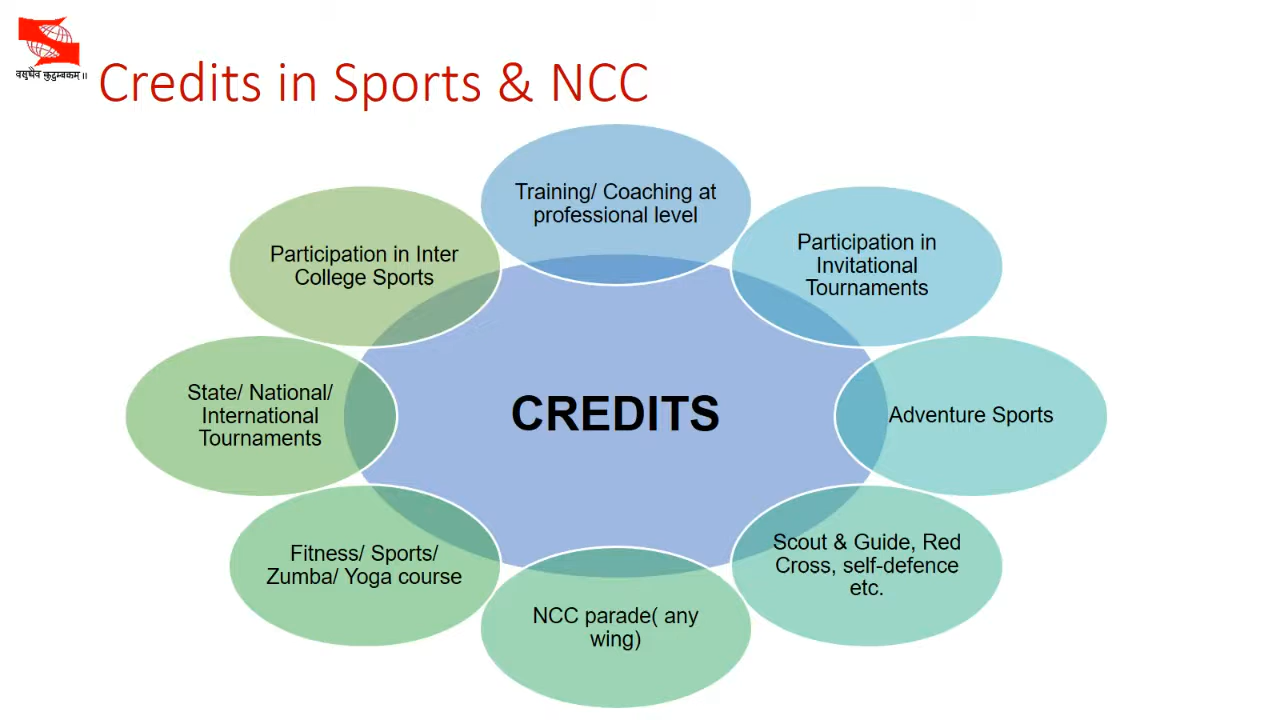 वसुधैव कुटुम्बकम्॥
Credits in Sports & NCC
Training/ Coaching at
professional level
Participation in
Invitational
Tournaments
Adventure Sports
Scout & Guide, Red
Cross, self-defence
etc.
NCC parade( any
wing)
Fitness/ Sports/
Zumba/ Yoga course
State/ National/
International
Tournaments
Participation in Inter
College Sports
CREDITS